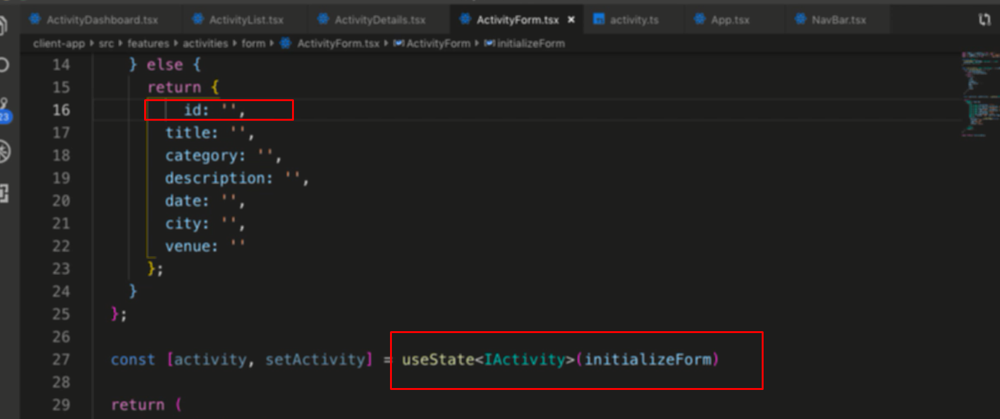 ActivityDashboard.tsx ActivityList.tsx ActivityDetails.tsx ActivityForm.tsx × activity.ts App.tsx NavBar.tsx
client-app › src › features › activities › form › ActivityForm.tsx › ActivityForm › initializeForm
14 } else {
15 return {
16 id: '',
17 title: '',
18 category: '',
19 description: '',
20 date: '',
21 city: '',
22 venue: ''
23 };
24 }
25 };
26
27 const [activity, setActivity] = useState<IActivity>(initializeForm)
28
29 return (
23